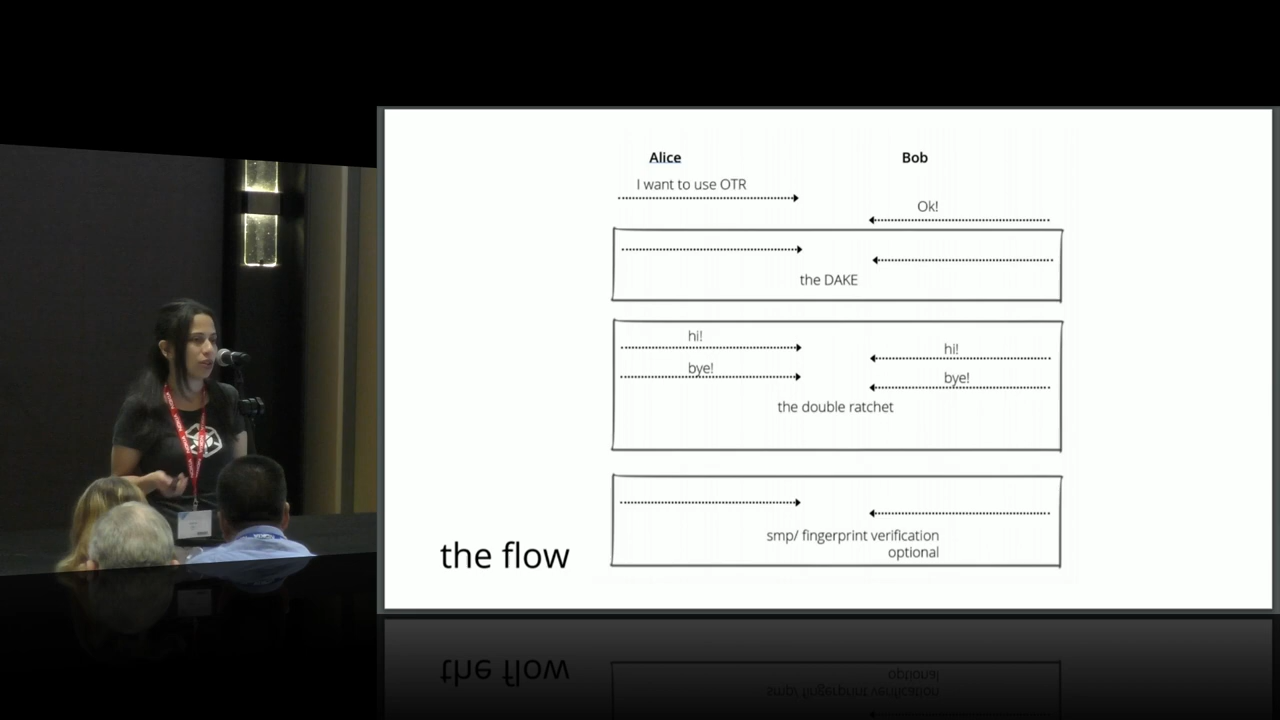 Alice
Bob
I want to use OTR
Ok!
the DAKE
hi!
hi!
bye!
bye!
the double ratchet
smp/ fingerprint verification
optional
the flow